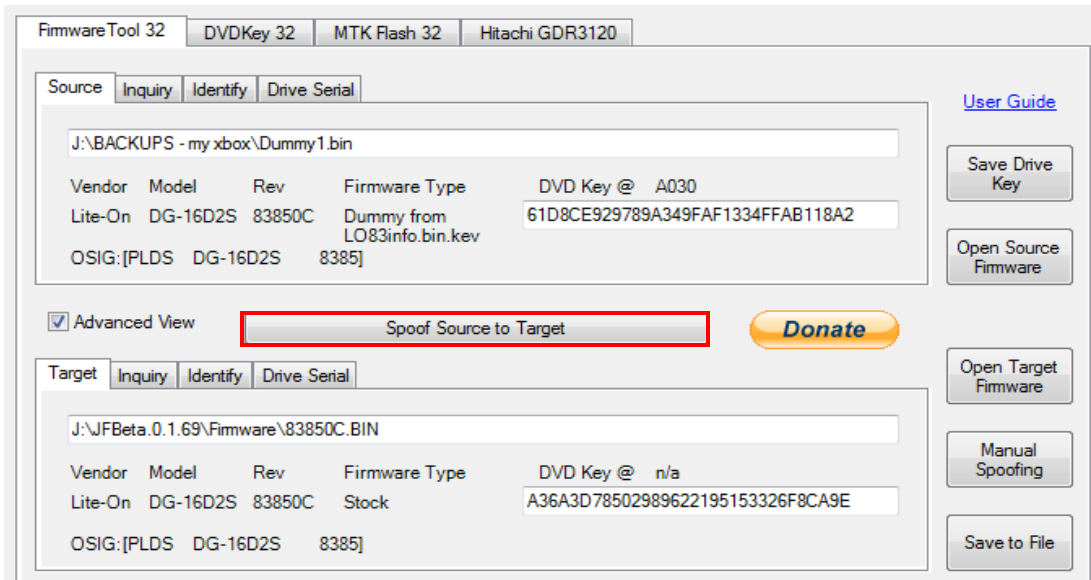 FirmwareTool 32 DVDKey 32 MTK Flash 32 Hitachi GDR3120
Source Inquiry Identify Drive Serial
User Guide
J:\BACKUPS - my xbox\Dummy1.bin
Save Drive
Key
Vendor Model Rev Firmware Type DVD Key @ A030
Lite-On DG-16D2S 83850C Dummy from
LO83info.bin.key
61D8CE929789A349FAF1334FFAB118A2
OSIG:[PLDS DG-16D2S 8385]
Open Source
Firmware
Advanced View
Spoof Source to Target
Donate
Target Inquiry Identify Drive Serial
Open Target
Firmware
J:\JFBeta.0.1.69\Firmware\83850C.BIN
Manual
Spoofing
Vendor Model Rev Firmware Type DVD Key @ n/a
Lite-On DG-16D2S 83850C Stock A36A3D78502989622195153326F8CA9E
OSIG:[PLDS DG-16D2S 8385]
Save to File